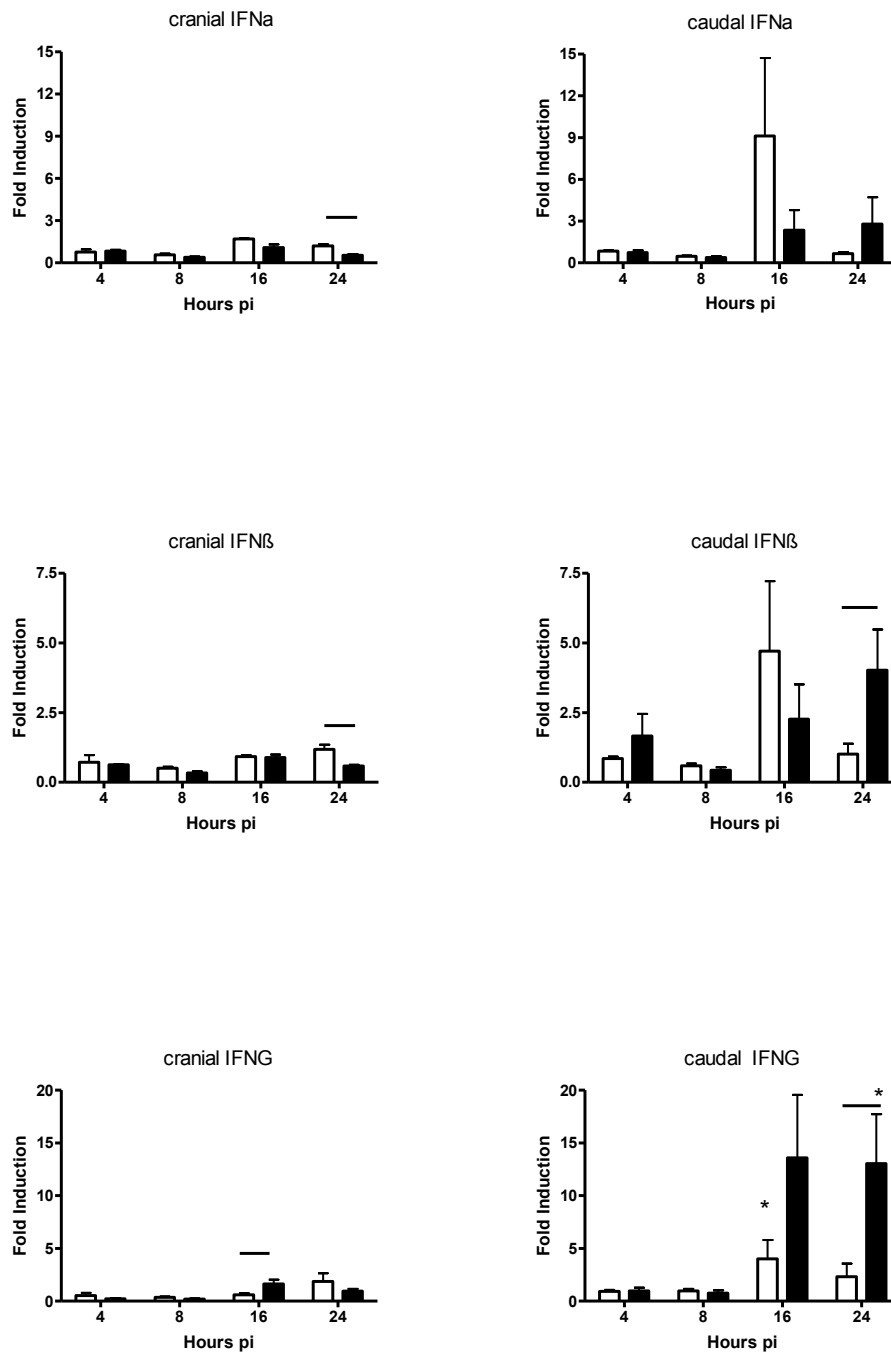 cranial IFNa
15
12
9
6
3
0
Fold Induction
4 8 16 24
Hours pi
caudal IFNa
15
12
9
6
3
0
Fold Induction
4 8 16 24
Hours pi
cranial IFNß
7.5
5.0
2.5
0.0
Fold Induction
4 8 16 24
Hours pi
caudal IFNß
7.5
5.0
2.5
0.0
Fold Induction
4 8 16 24
Hours pi
cranial IFNG
20
15
10
5
0
Fold Induction
4 8 16 24
Hours pi
caudal IFNG
20
15
10
5
0
Fold Induction
*
*
4 8 16 24
Hours pi